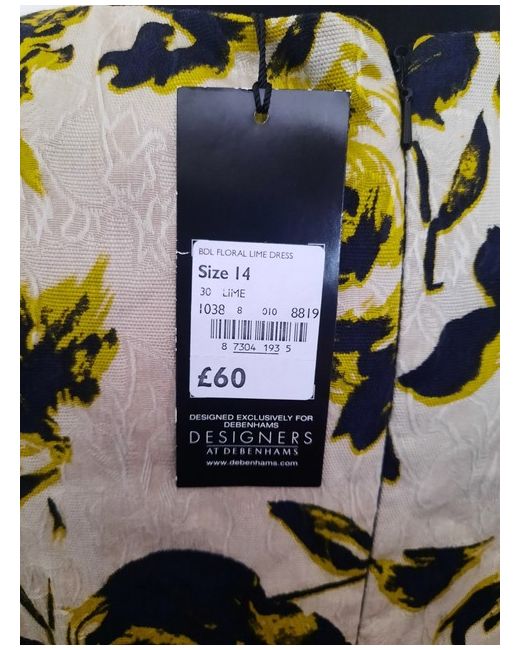 BDL FLORAL LIME DRESS
Size 14
30 LIME
1038 8 010 8819
8 7304 193 5
£60
DESIGNED EXCLUSIVELY FOR
DEBENHAMS
DESIGNERS
AT DEBENHAMS
www.debenhams.com